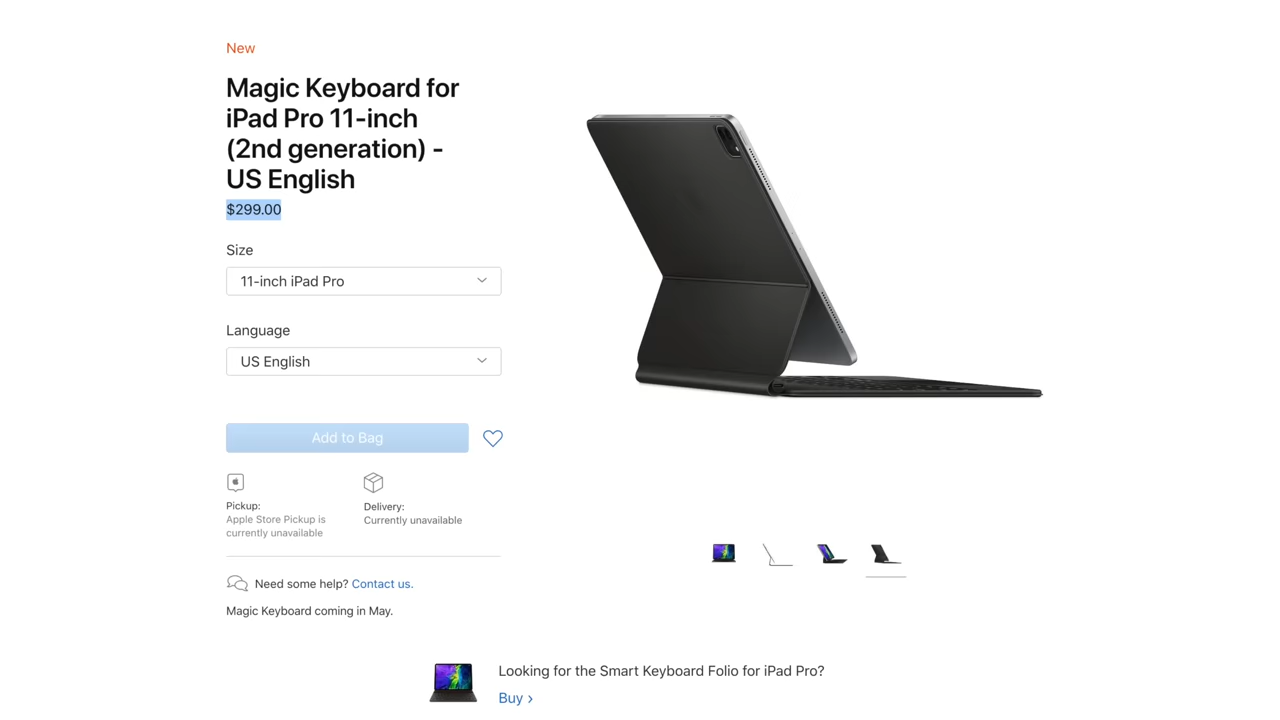 New
Magic Keyboard for
iPad Pro 11-inch
(2nd generation) -
US English
$299.00
Size
11-inch iPad Pro
Language
US English
Add to Bag
Pickup:
Apple Store Pickup is
currently unavailable
Delivery:
Currently unavailable
Need some help? Contact us.
Magic Keyboard coming in May.
Looking for the Smart Keyboard Folio for iPad Pro?
Buy ›